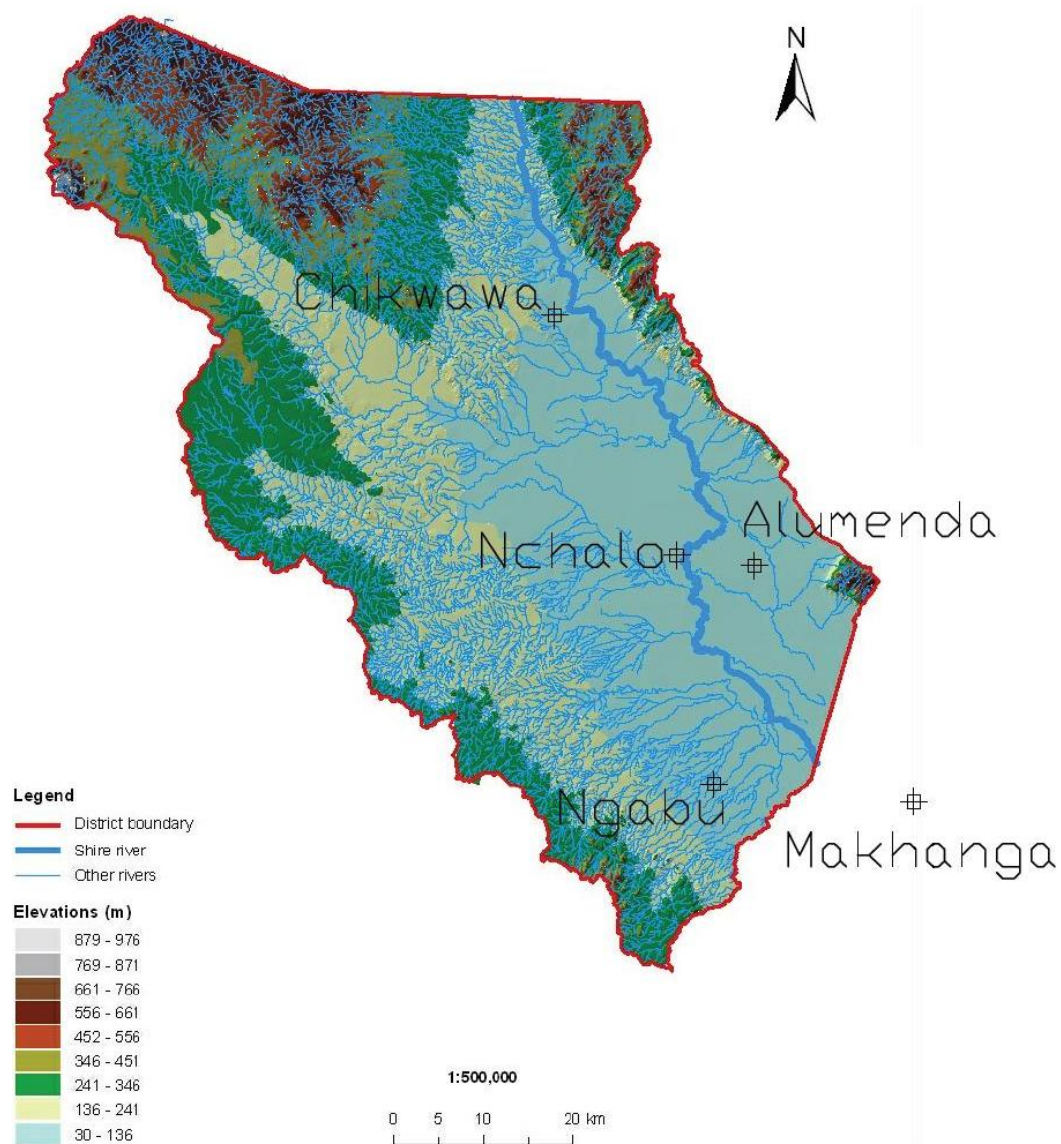 N
Chikwawa
Alumenda
Nchalo
Ngabu
Makhanga
Legend
District boundary
Shire river
Other rivers
Elevations (m)
879 - 976
769 - 871
661 - 766
556 - 661
452 - 556
346 - 451
241 - 346
136 - 241
30 - 136
1:500,000
0 5 10 20 km